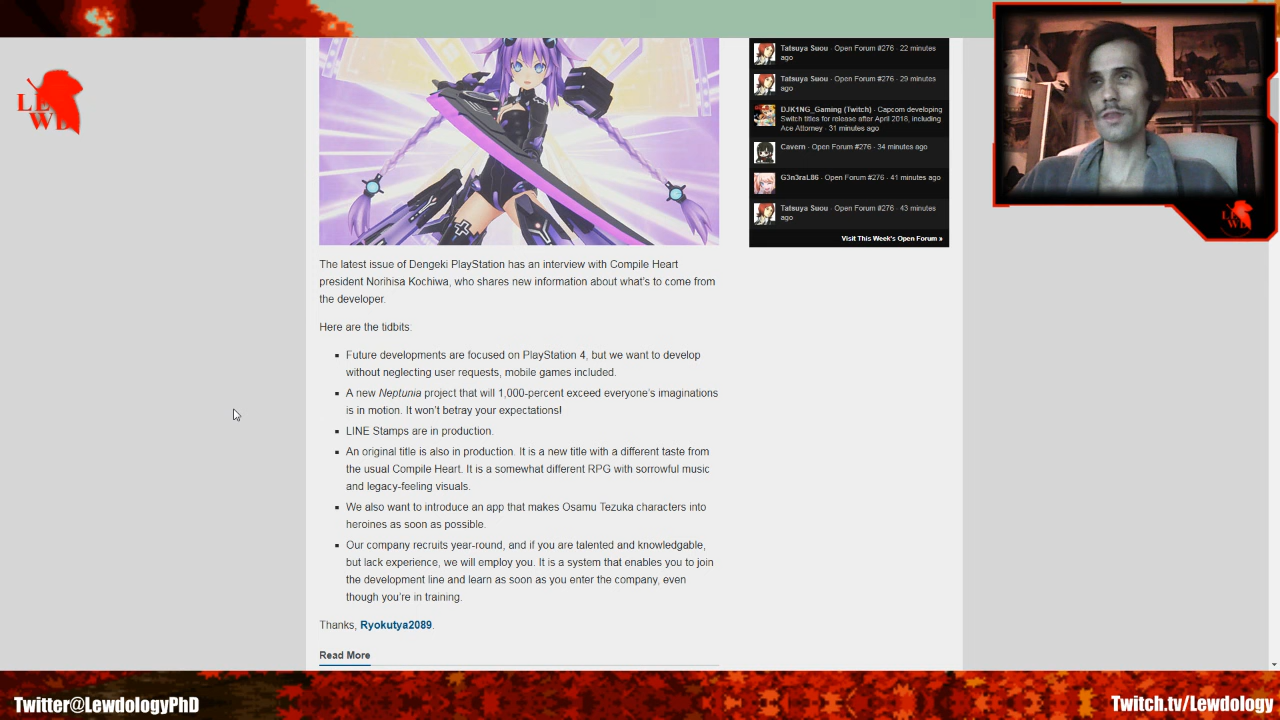 LE
WD
Tatsuya Suou · Open Forum #276 · 22 minutes
ago
Tatsuya Suou · Open Forum #276 · 29 minutes
ago
DJK1NG_Gaming (Twitch) · Capcom developing
Switch titles for release after April 2018, including
Ace Attorney · 31 minutes ago
Cavern · Open Forum #276 · 34 minutes ago
G3n3raL86 · Open Forum #276 · 41 minutes ago
Tatsuya Suou · Open Forum #276 · 43 minutes
ago
Visit This Week's Open Forum »
The latest issue of Dengeki PlayStation has an interview with Compile Heart
president Norihisa Kochiwa, who shares new information about what's to come from
the developer.
Here are the tidbits:
▪ Future developments are focused on PlayStation 4, but we want to develop
without neglecting user requests, mobile games included.
▪ A new Neptunia project that will 1,000-percent exceed everyone's imaginations
is in motion. It won't betray your expectations!
▪ LINE Stamps are in production.
▪ An original title is also in production. It is a new title with a different taste from
the usual Compile Heart. It is a somewhat different RPG with sorrowful music
and legacy-feeling visuals.
▪ We also want to introduce an app that makes Osamu Tezuka characters into
heroines as soon as possible.
▪ Our company recruits year-round, and if you are talented and knowledgable,
but lack experience, we will employ you. It is a system that enables you to join
the development line and learn as soon as you enter the company, even
though you're in training.
Thanks, Ryokutya2089.
Read More
Twitter@LewdologyPhD
Twitch.tv/Lewdology